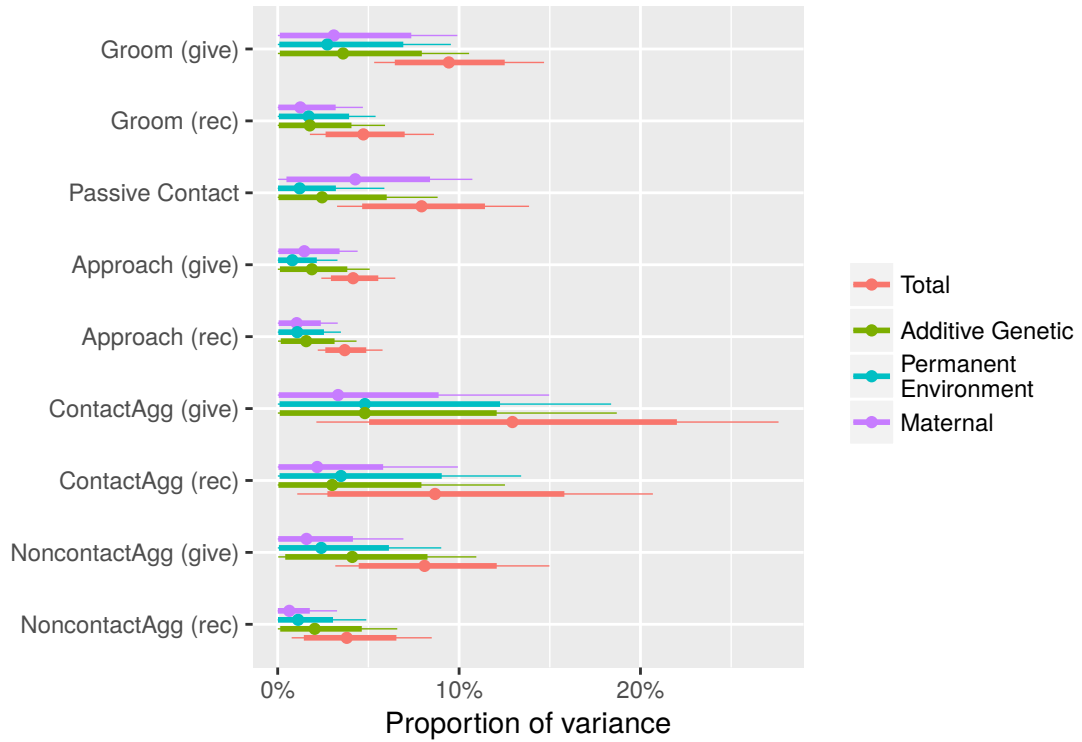 Groom (give)
Groom (rec)
Passive Contact
Approach (give)
Approach (rec)
ContactAgg (give)
ContactAgg (rec)
NoncontactAgg (give)
NoncontactAgg (rec)
0%
10%
20%
Proportion of variance
Total
Additive Genetic
Permanent
Environment
Maternal